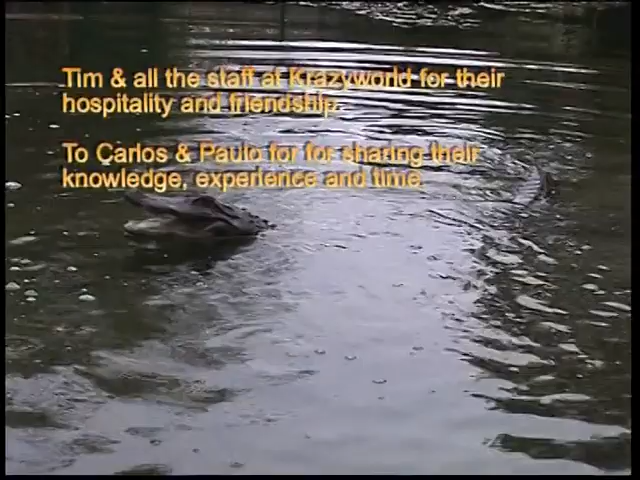 Tim & all the staff at Krazyworld for their
hospitality and friendship.
To Carlos & Paulo for for sharing their
knowledge, experience and time.